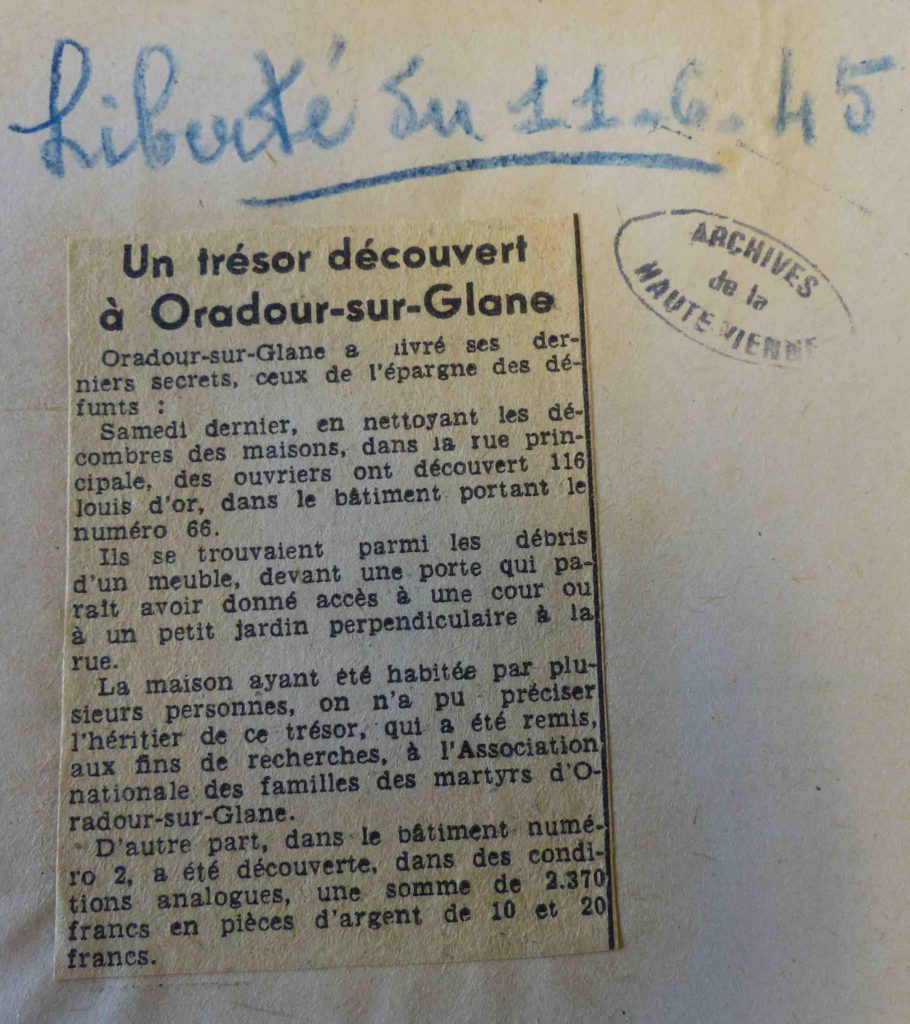 Liberté du 11.6.45
ARCHIVES
de la
HAUTE VIENNE
Un trésor découvert
à Oradour-sur-Glane
Oradour-sur-Glane a livré ses der-
niers secrets, ceux de l'épargne des dé-
funts :
Samedi dernier, en nettoyant les dé-
combres des maisons, dans la rue prin-
cipale, des ouvriers ont découvert 116
louis d'or, dans le bâtiment portant le
numéro 66.
Ils se trouvaient parmi les débris
d'un meuble, devant une porte qui pa-
raît avoir donné accès à une cour ou
à un petit jardin perpendiculaire à la
rue.
La maison ayant été habitée par plu-
sieurs personnes, on n'a pu préciser
l'héritier de ce trésor, qui a été remis,
aux fins de recherches, à l'Association
nationale des familles des martyrs d'O-
radour-sur-Glane.
D'autre part, dans le bâtiment numé-
ro 2, a été découverte, dans des condi-
tions analogues, une somme de 2.370
francs en pièces d'argent de 10 et 20
francs.